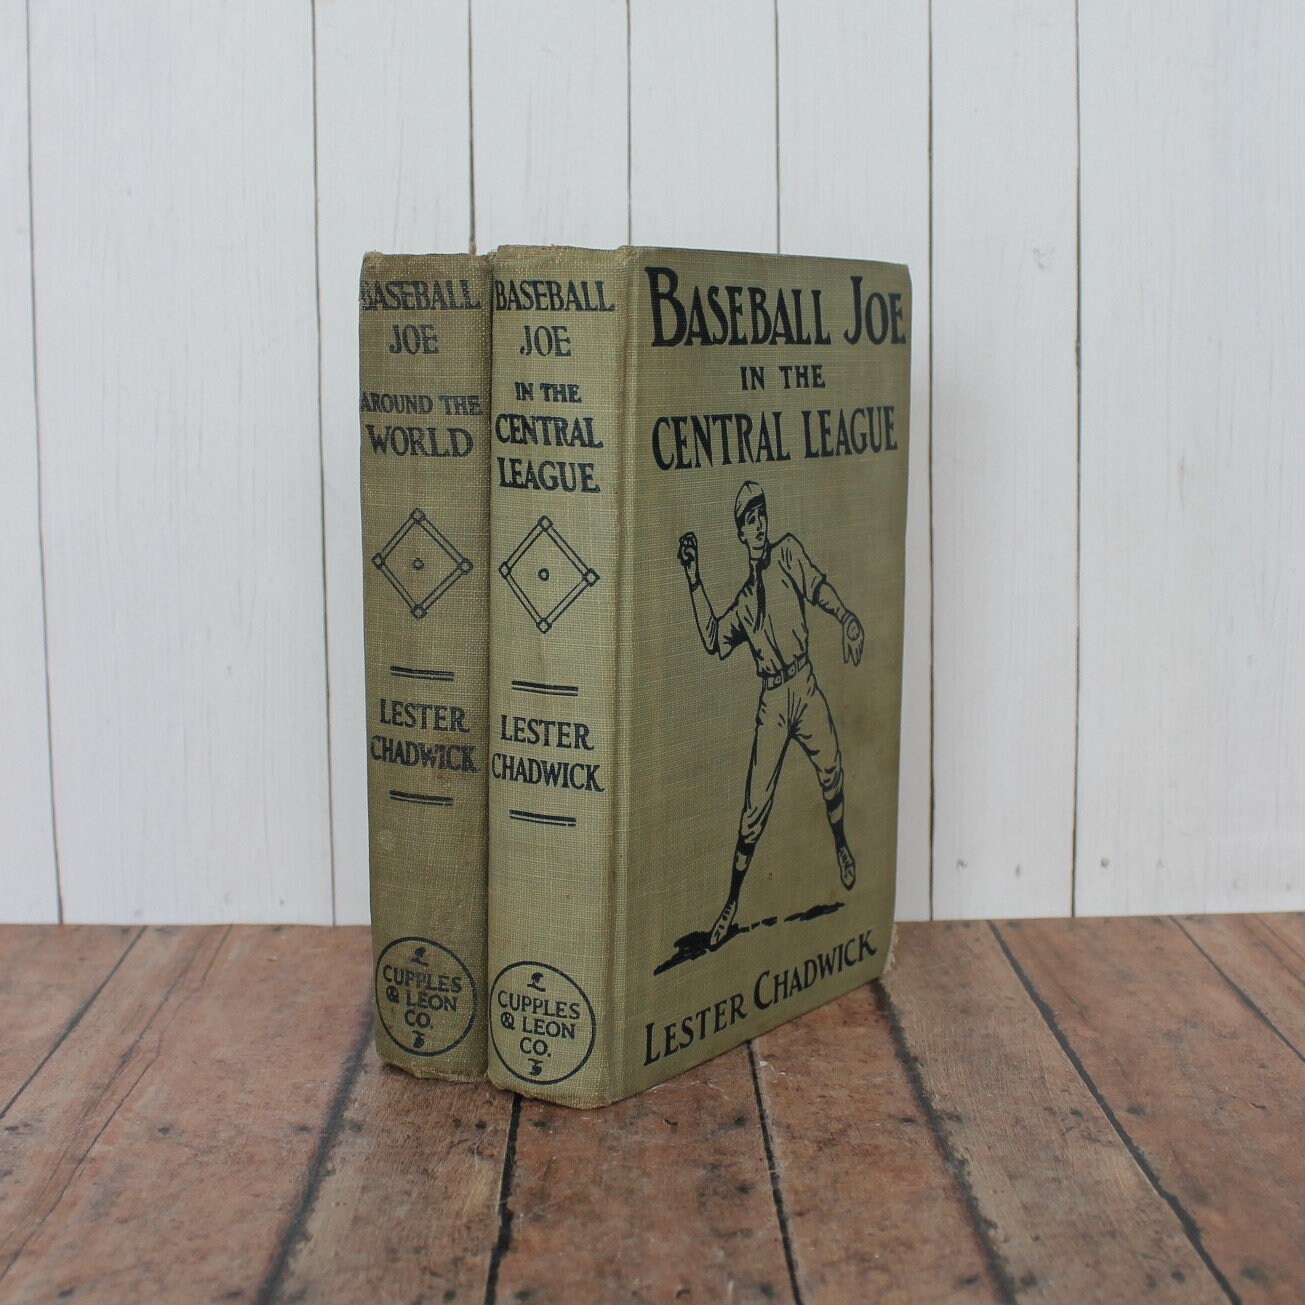 BASEBALL
JOE
AROUND THE
WORLD
LESTER
CHADWICK
CUPPLES
& LEON
CO.
BASEBALL
JOE
IN THE
CENTRAL
LEAGUE
LESTER
CHADWICK
CUPPLES
& LEON
CO.
BASEBALL JOE
IN THE
CENTRAL LEAGUE
LESTER CHADWICK